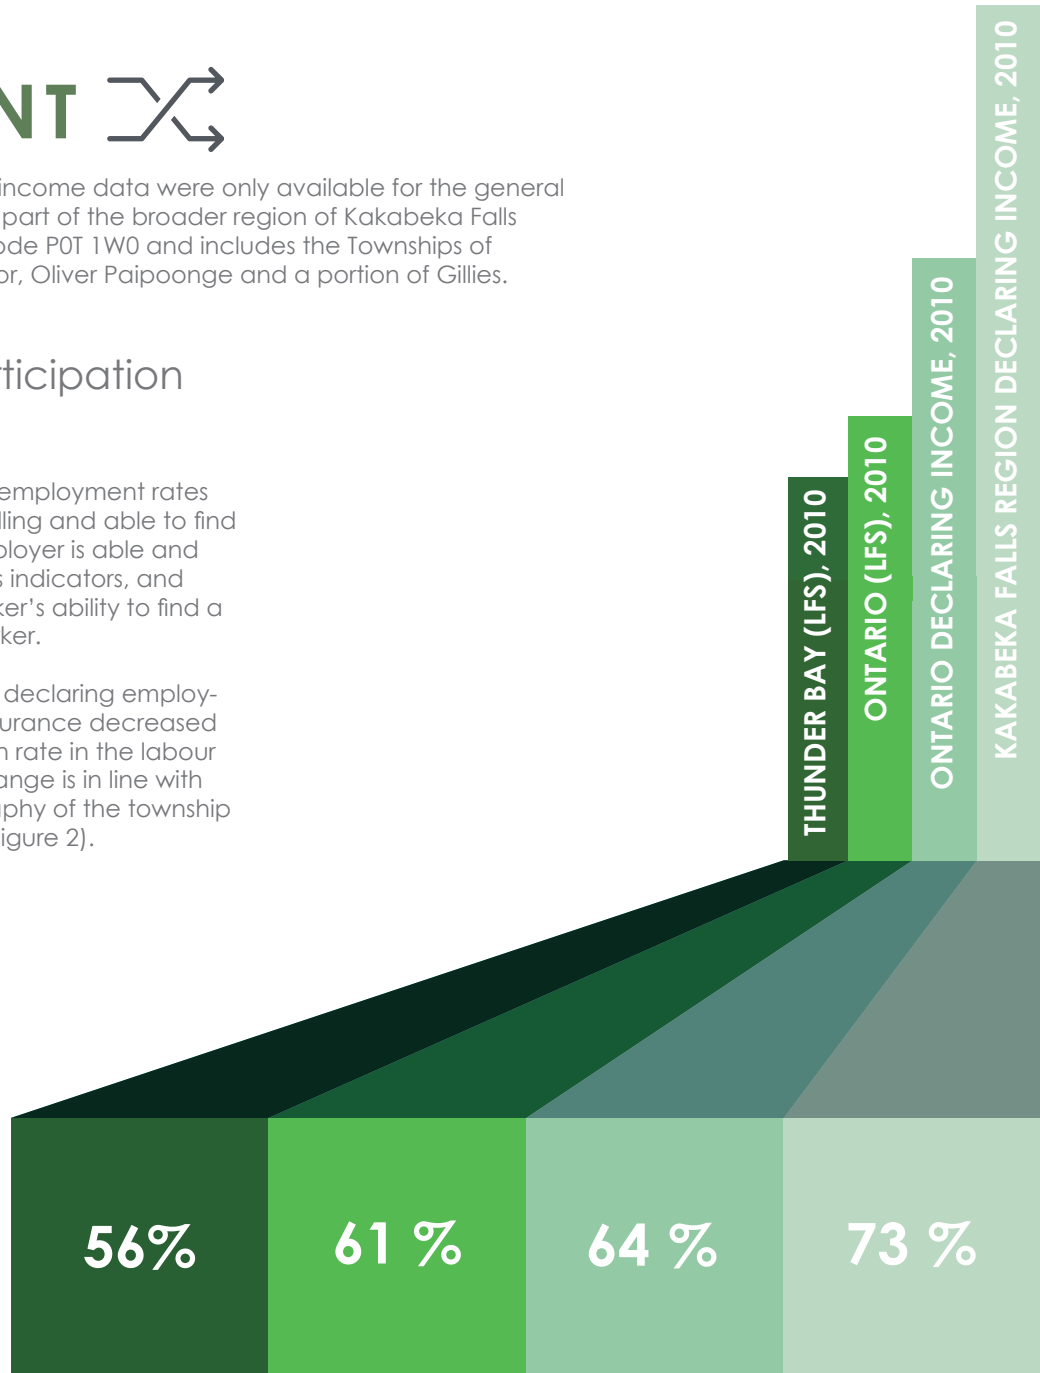 NT
income data were only available for the general
part of the broader region of Kakabeka Falls
ode P0T 1W0 and includes the Townships of
or, Oliver Paipoonge and a portion of Gillies.
ticipation
employment rates
lling and able to find
ployer is able and
s indicators, and
ker's ability to find a
rker.
declaring employ-
urance decreased
n rate in the labour
ange is in line with
aphy of the township
igure 2).
THUNDER BAY (LFS), 2010
ONTARIO (LFS), 2010
ONTARIO DECLARING INCOME, 2010
KAKABEKA FALLS REGION DECLARING INCOME, 2010
56%
61 %
64 %
73 %